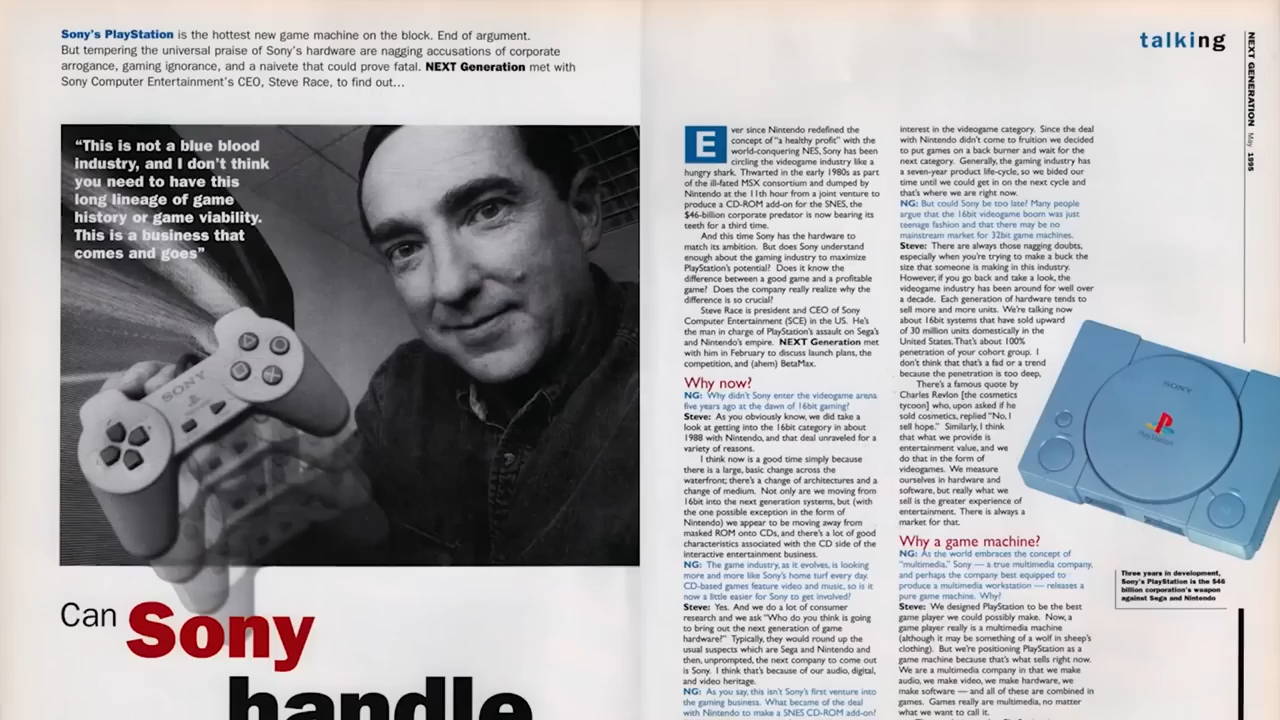 Sony's PlayStation is the hottest new game machine on the block. End of argument.
But tempering the universal praise of Sony's hardware are nagging accusations of corporate
arrogance, gaming ignorance, and a naivete that could prove fatal. NEXT Generation met with
Sony Computer Entertainment's CEO, Steve Race, to find out...
"This is not a blue blood
industry, and I don't think
you need to have this
long lineage of game
history or game viability.
This is a business that
comes and goes"
SONY
Can Sony
handle
talking
NEXT GENERATION May 1995
Ever since Nintendo redefined the
concept of "a healthy profit" with the
world-conquering NES, Sony has been
circling the videogame industry like a
hungry shark. Thwarted in the early 1980s as part
of the ill-fated MSX consortium and dumped by
Nintendo at the 11th hour from a joint venture to
produce a CD-ROM add-on for the SNES, the
$46-billion corporate predator is now bearing its
teeth for a third time.
And this time Sony has the hardware to
match its ambition. But does Sony understand
enough about the gaming industry to maximize
PlayStation's potential? Does it know the
difference between a good game and a profitable
game? Does the company really realize why the
difference is so crucial?
Steve Race is president and CEO of Sony
Computer Entertainment (SCE) in the US. He's
the man in charge of PlayStation's assault on Sega's
and Nintendo's empire. NEXT Generation met
with him in February to discuss launch plans, the
competition, and (ahem) BetaMax.
Why now?
NG: Why didn't Sony enter the videogame arena
five years ago at the dawn of 16bit gaming?
Steve: As you obviously know, we did take a
look at getting into the 16bit category in about
1988 with Nintendo, and that deal unraveled for a
variety of reasons.
I think now is a good time simply because
there is a large, basic change across the
waterfront; there's a change of architectures and a
change of medium. Not only are we moving from
16bit into the next generation systems, but (with
the one possible exception in the form of
Nintendo) we appear to be moving away from
masked ROM onto CDs, and there's a lot of good
characteristics associated with the CD side of the
interactive entertainment business.
NG: The game industry, as it evolves, is looking
more and more like Sony's home turf every day.
CD-based games feature video and music, so is it
now a little easier for Sony to get involved?
Steve: Yes. And we do a lot of consumer
research and we ask "Who do you think is going
to bring out the next generation of game
hardware?" Typically, they would round up the
usual suspects which are Sega and Nintendo and
then, unprompted, the next company to come out
is Sony. I think that's because of our audio, digital,
and video heritage.
NG: As you say, this isn't Sony's first venture into
the gaming business. What became of the deal
with Nintendo to make a SNES CD-ROM add-on?
interest in the videogame category. Since the deal
with Nintendo didn't come to fruition we decided
to put games on a back burner and wait for the
next category. Generally, the gaming industry has
a seven-year product life-cycle, so we bided our
time until we could get in on the next cycle and
that's where we are right now.
NG: But could Sony be too late? Many people
argue that the 16bit videogame boom was just
teenage fashion and that there may be no
mainstream market for 32bit game machines.
Steve: There are always those nagging doubts,
especially when you're trying to make a buck the
size that someone is making in this industry.
However, if you go back and take a look, the
videogame industry has been around for well over
a decade. Each generation of hardware tends to
sell more and more units. We're talking now
about 16bit systems that have sold upward
of 30 million units domestically in the
United States. That's about 100%
penetration of your cohort group. I
don't think that that's a fad or a trend
because the penetration is too deep.
There's a famous quote by
Charles Revlon [the cosmetics
tycoon] who, upon asked if he
sold cosmetics, replied "No, I
sell hope." Similarly, I think
that what we provide is
entertainment value, and we
do that in the form of
videogames. We measure
ourselves in hardware and
software, but really what we
sell is the greater experience of
entertainment. There is always a
market for that.
Why a game machine?
NG: As the world embraces the concept of
"multimedia," Sony — a true multimedia company,
and perhaps the company best equipped to
produce a multimedia workstation — releases a
pure game machine. Why?
Steve: We designed PlayStation to be the best
game player we could possibly make. Now, a
game player really is a multimedia machine
(although it may be something of a wolf in sheep's
clothing). But we're positioning PlayStation as a
game machine because that's what sells right now.
We are a multimedia company in that we make
audio, we make video, we make hardware, we
make software — and all of these are combined in
games. Games really are multimedia, no matter
what we want to call it.
SONY
PlayStation
Three years in development,
Sony's PlayStation is the $46
billion corporation's weapon
against Sega and Nintendo